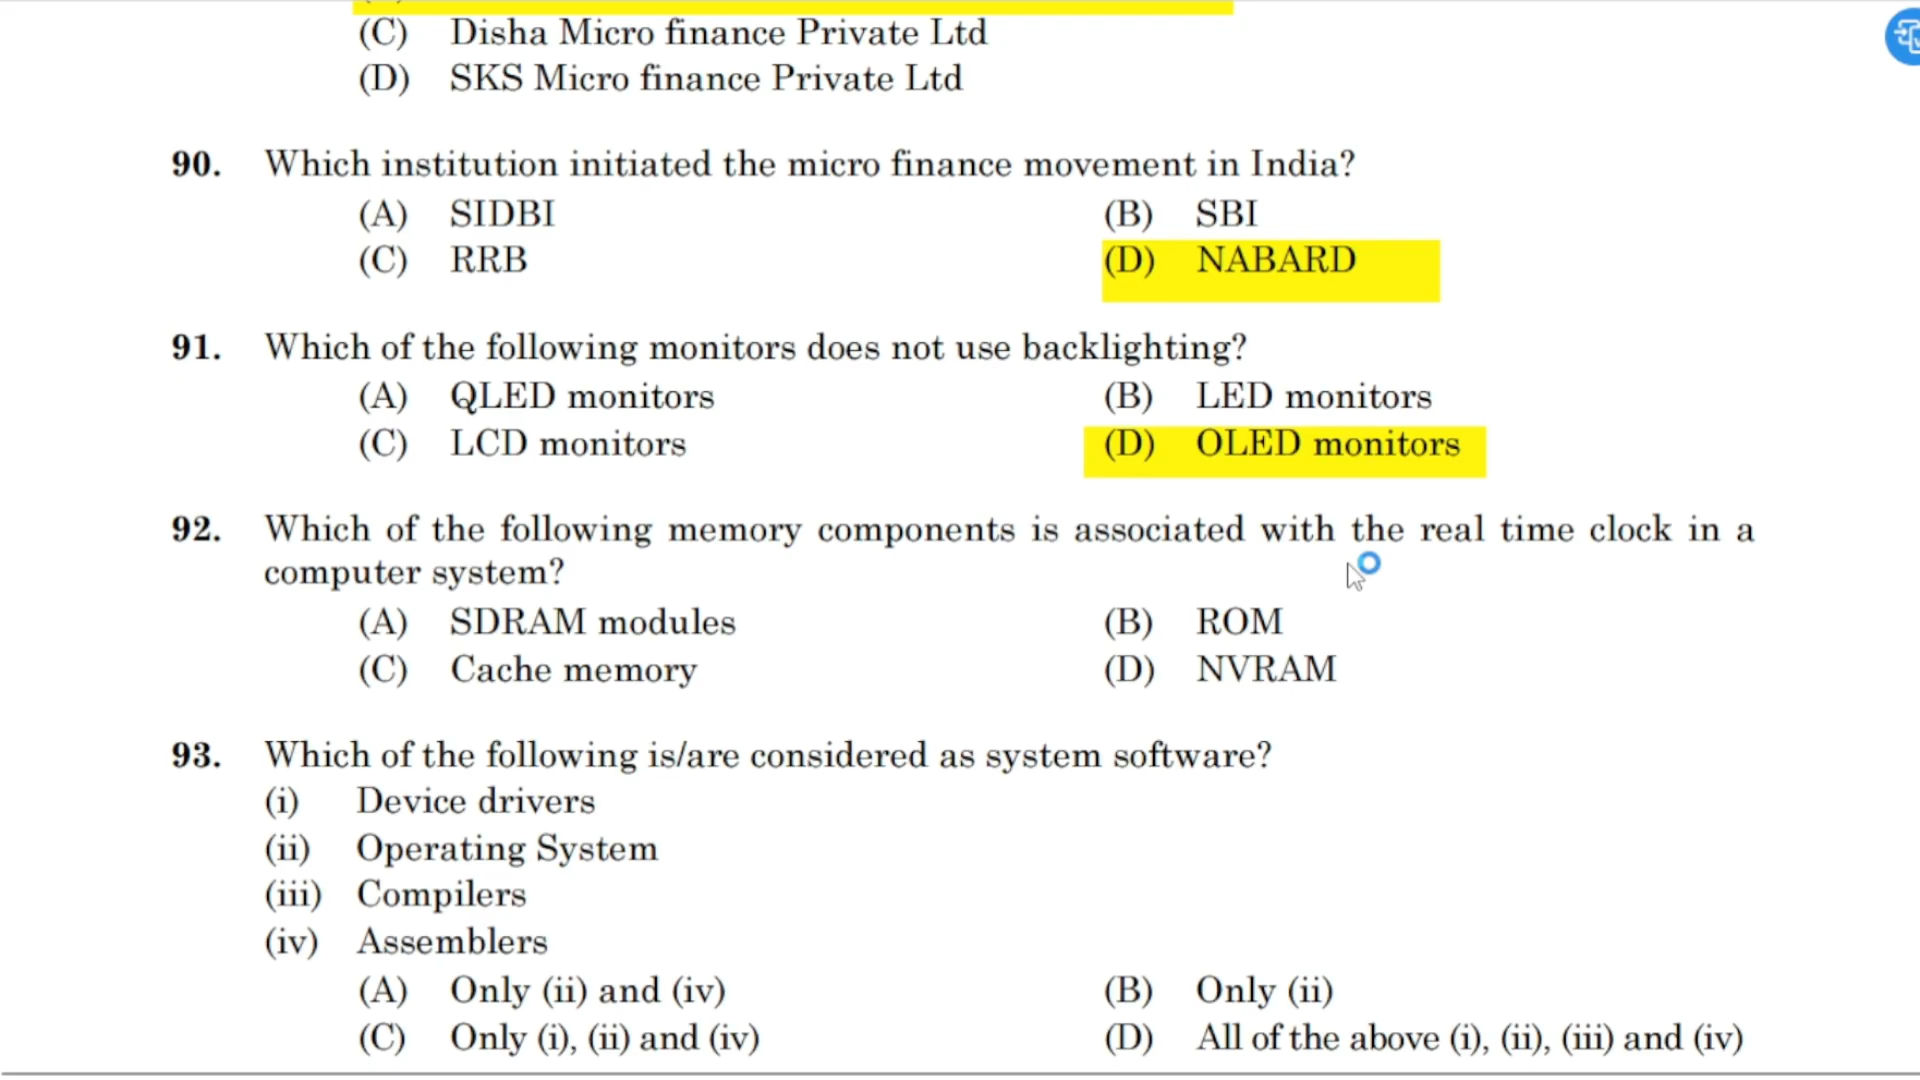 (C) Disha Micro finance Private Ltd
(D) SKS Micro finance Private Ltd
90. Which institution initiated the micro finance movement in India?
(A) SIDBI (B) SBI
(C) RRB (D) NABARD
91. Which of the following monitors does not use backlighting?
(A) QLED monitors (B) LED monitors
(C) LCD monitors (D) OLED monitors
92. Which of the following memory components is associated with the real time clock in a
computer system?
(A) SDRAM modules (B) ROM
(C) Cache memory (D) NVRAM
93. Which of the following is/are considered as system software?
(i) Device drivers
(ii) Operating System
(iii) Compilers
(iv) Assemblers
(A) Only (ii) and (iv) (B) Only (ii)
(C) Only (i), (ii) and (iv) (D) All of the above (i), (ii), (iii) and (iv)